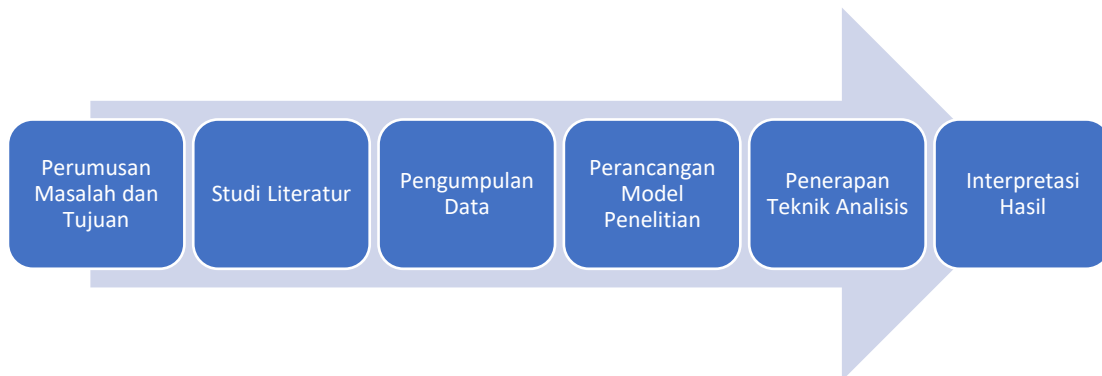 Perumusan
Masalah dan
Tujuan
Studi Literatur
Pengumpulan
Data
Perancangan
Model
Penelitian
Penerapan
Teknik Analisis
Interpretasi
Hasil